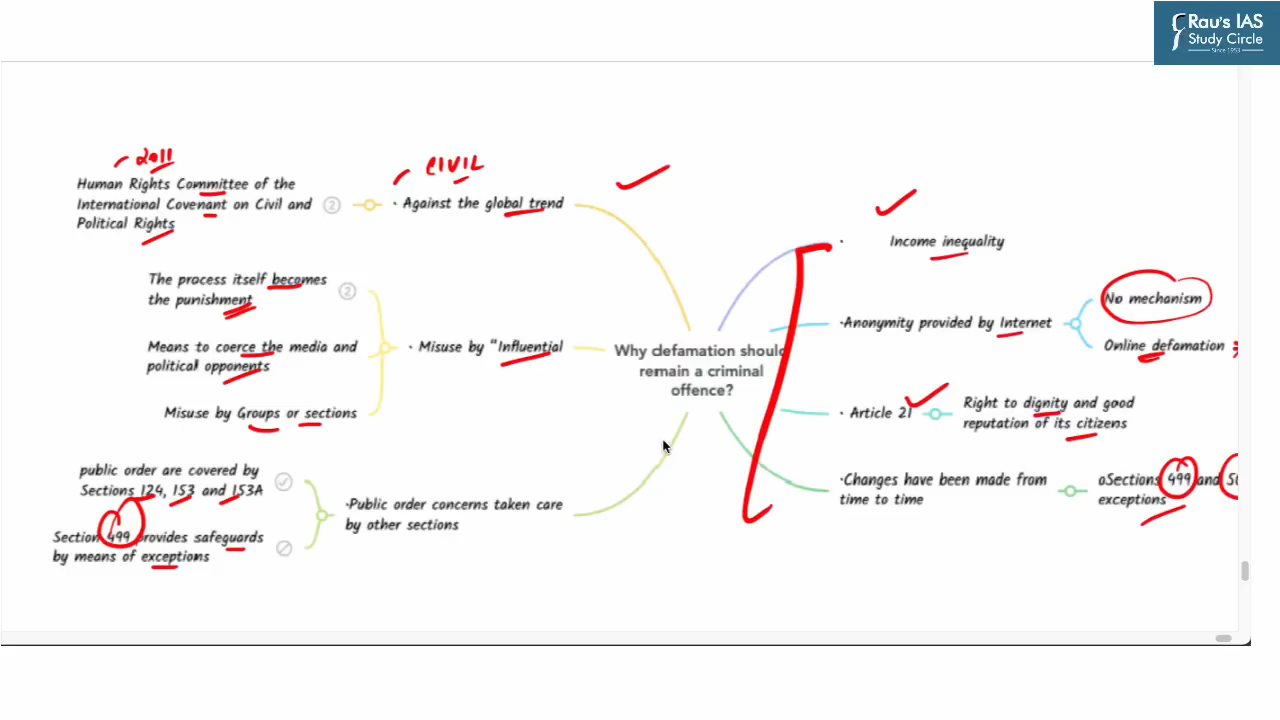 Rau's IAS
Study Circle
Since 1953
2011
Human Rights Committee of the
International Covenant on Civil and
Political Rights
2
CIVIL
· Against the global trend
The process itself becomes
the punishment
2
Means to coerce the media and
political opponents
Misuse by Groups or sections
· Misuse by "Influential
public order are covered by
Sections 124, 153 and 153A
Section 499 provides safeguards
by means of exceptions
·Public order concerns taken care
by other sections
Why defamation should
remain a criminal
offence?
· Income inequality
·Anonymity provided by Internet
No mechanism
Online defamation
· Article 21
Right to dignity and good
reputation of its citizens
·Changes have been made from
time to time
oSections 499 and
exceptions